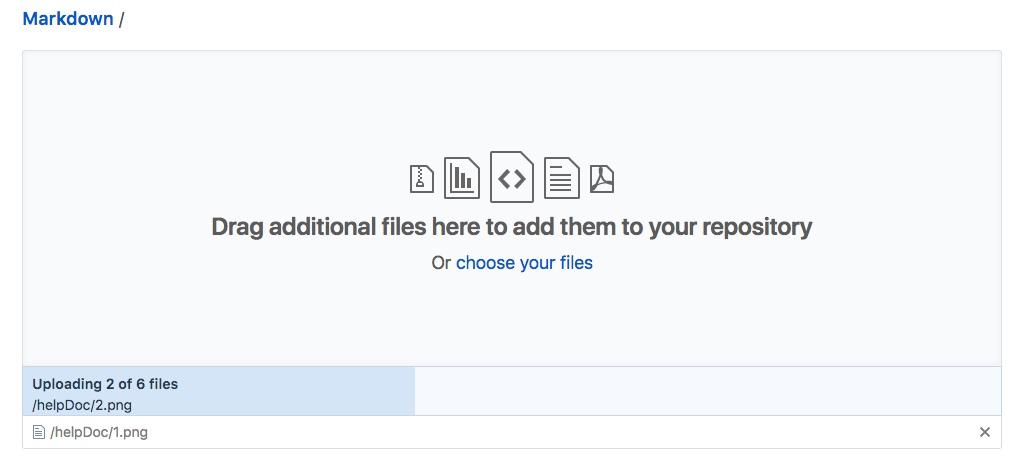 Markdown /
Drag additional files here to add them to your repository
Or choose your files
Uploading 2 of 6 files
/helpDoc/2.png
/helpDoc/1.png